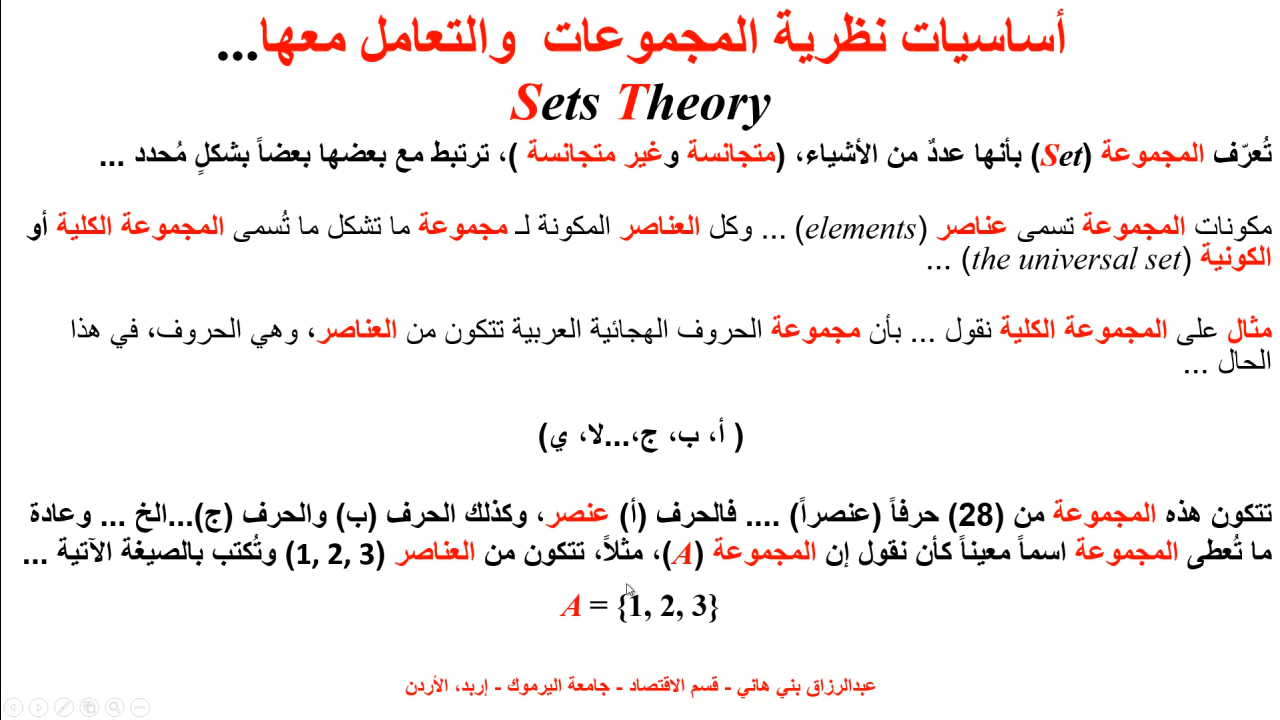 أساسيات نظرية المجموعات والتعامل معها...
Sets Theory
تُعرّف المجموعة (Set) بأنها عددٌ من الأشياء، (متجانسة وغير متجانسة )، ترتبط مع بعضها بعضاً بشكلٍ مُحدد ...
مكونات المجموعة تسمى عناصر (elements) ... وكل العناصر المكونة لـ مجموعة ما تشكل ما تُسمى المجموعة الكلية أو
الكونية (the universal set) ...
مثال على المجموعة الكلية نقول ... بأن مجموعة الحروف الهجائية العربية تتكون من العناصر، وهي الحروف، في هذا
الحال ...
( أ، ب، ج،...لا، ي)
تتكون هذه المجموعة من (28) حرفاً (عنصراً) .... فالحرف (أ) عنصر، وكذلك الحرف (ب) والحرف (ج)...الخ ... وعادة
ما تُعطى المجموعة اسماً معيناً كأن نقول إن المجموعة (A)، مثلاً، تتكون من العناصر (1, 2, 3) وتُكتب بالصيغة الآتية ...
A = {1, 2, 3}
عبدالرزاق بني هاني - قسم الاقتصاد - جامعة اليرموك - إربد، الأردن